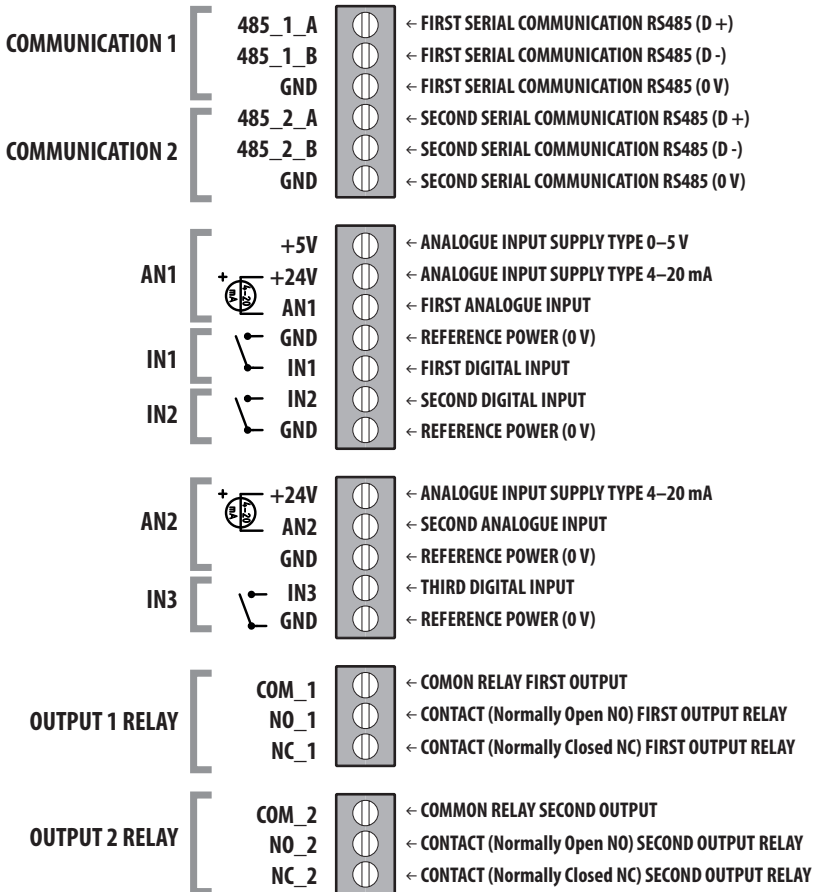 COMMUNICATION 1
485_1_A ← FIRST SERIAL COMMUNICATION RS485 (D +)
485_1_B ← FIRST SERIAL COMMUNICATION RS485 (D -)
GND ← FIRST SERIAL COMMUNICATION RS485 (0 V)
COMMUNICATION 2
485_2_A ← SECOND SERIAL COMMUNICATION RS485 (D +)
485_2_B ← SECOND SERIAL COMMUNICATION RS485 (D -)
GND ← SECOND SERIAL COMMUNICATION RS485 (0 V)
AN1
+5V ← ANALOGUE INPUT SUPPLY TYPE 0–5 V
+ 4–20 mA +24V ← ANALOGUE INPUT SUPPLY TYPE 4–20 mA
AN1 ← FIRST ANALOGUE INPUT
IN1
GND ← REFERENCE POWER (0 V)
IN1 ← FIRST DIGITAL INPUT
IN2
IN2 ← SECOND DIGITAL INPUT
GND ← REFERENCE POWER (0 V)
AN2
+ 4–20 mA +24V ← ANALOGUE INPUT SUPPLY TYPE 4–20 mA
AN2 ← SECOND ANALOGUE INPUT
GND ← REFERENCE POWER (0 V)
IN3
IN3 ← THIRD DIGITAL INPUT
GND ← REFERENCE POWER (0 V)
OUTPUT 1 RELAY
COM_1 ← COMON RELAY FIRST OUTPUT
NO_1 ← CONTACT (Normally Open NO) FIRST OUTPUT RELAY
NC_1 ← CONTACT (Normally Closed NC) FIRST OUTPUT RELAY
OUTPUT 2 RELAY
COM_2 ← COMMON RELAY SECOND OUTPUT
NO_2 ← CONTACT (Normally Open NO) SECOND OUTPUT RELAY
NC_2 ← CONTACT (Normally Closed NC) SECOND OUTPUT RELAY